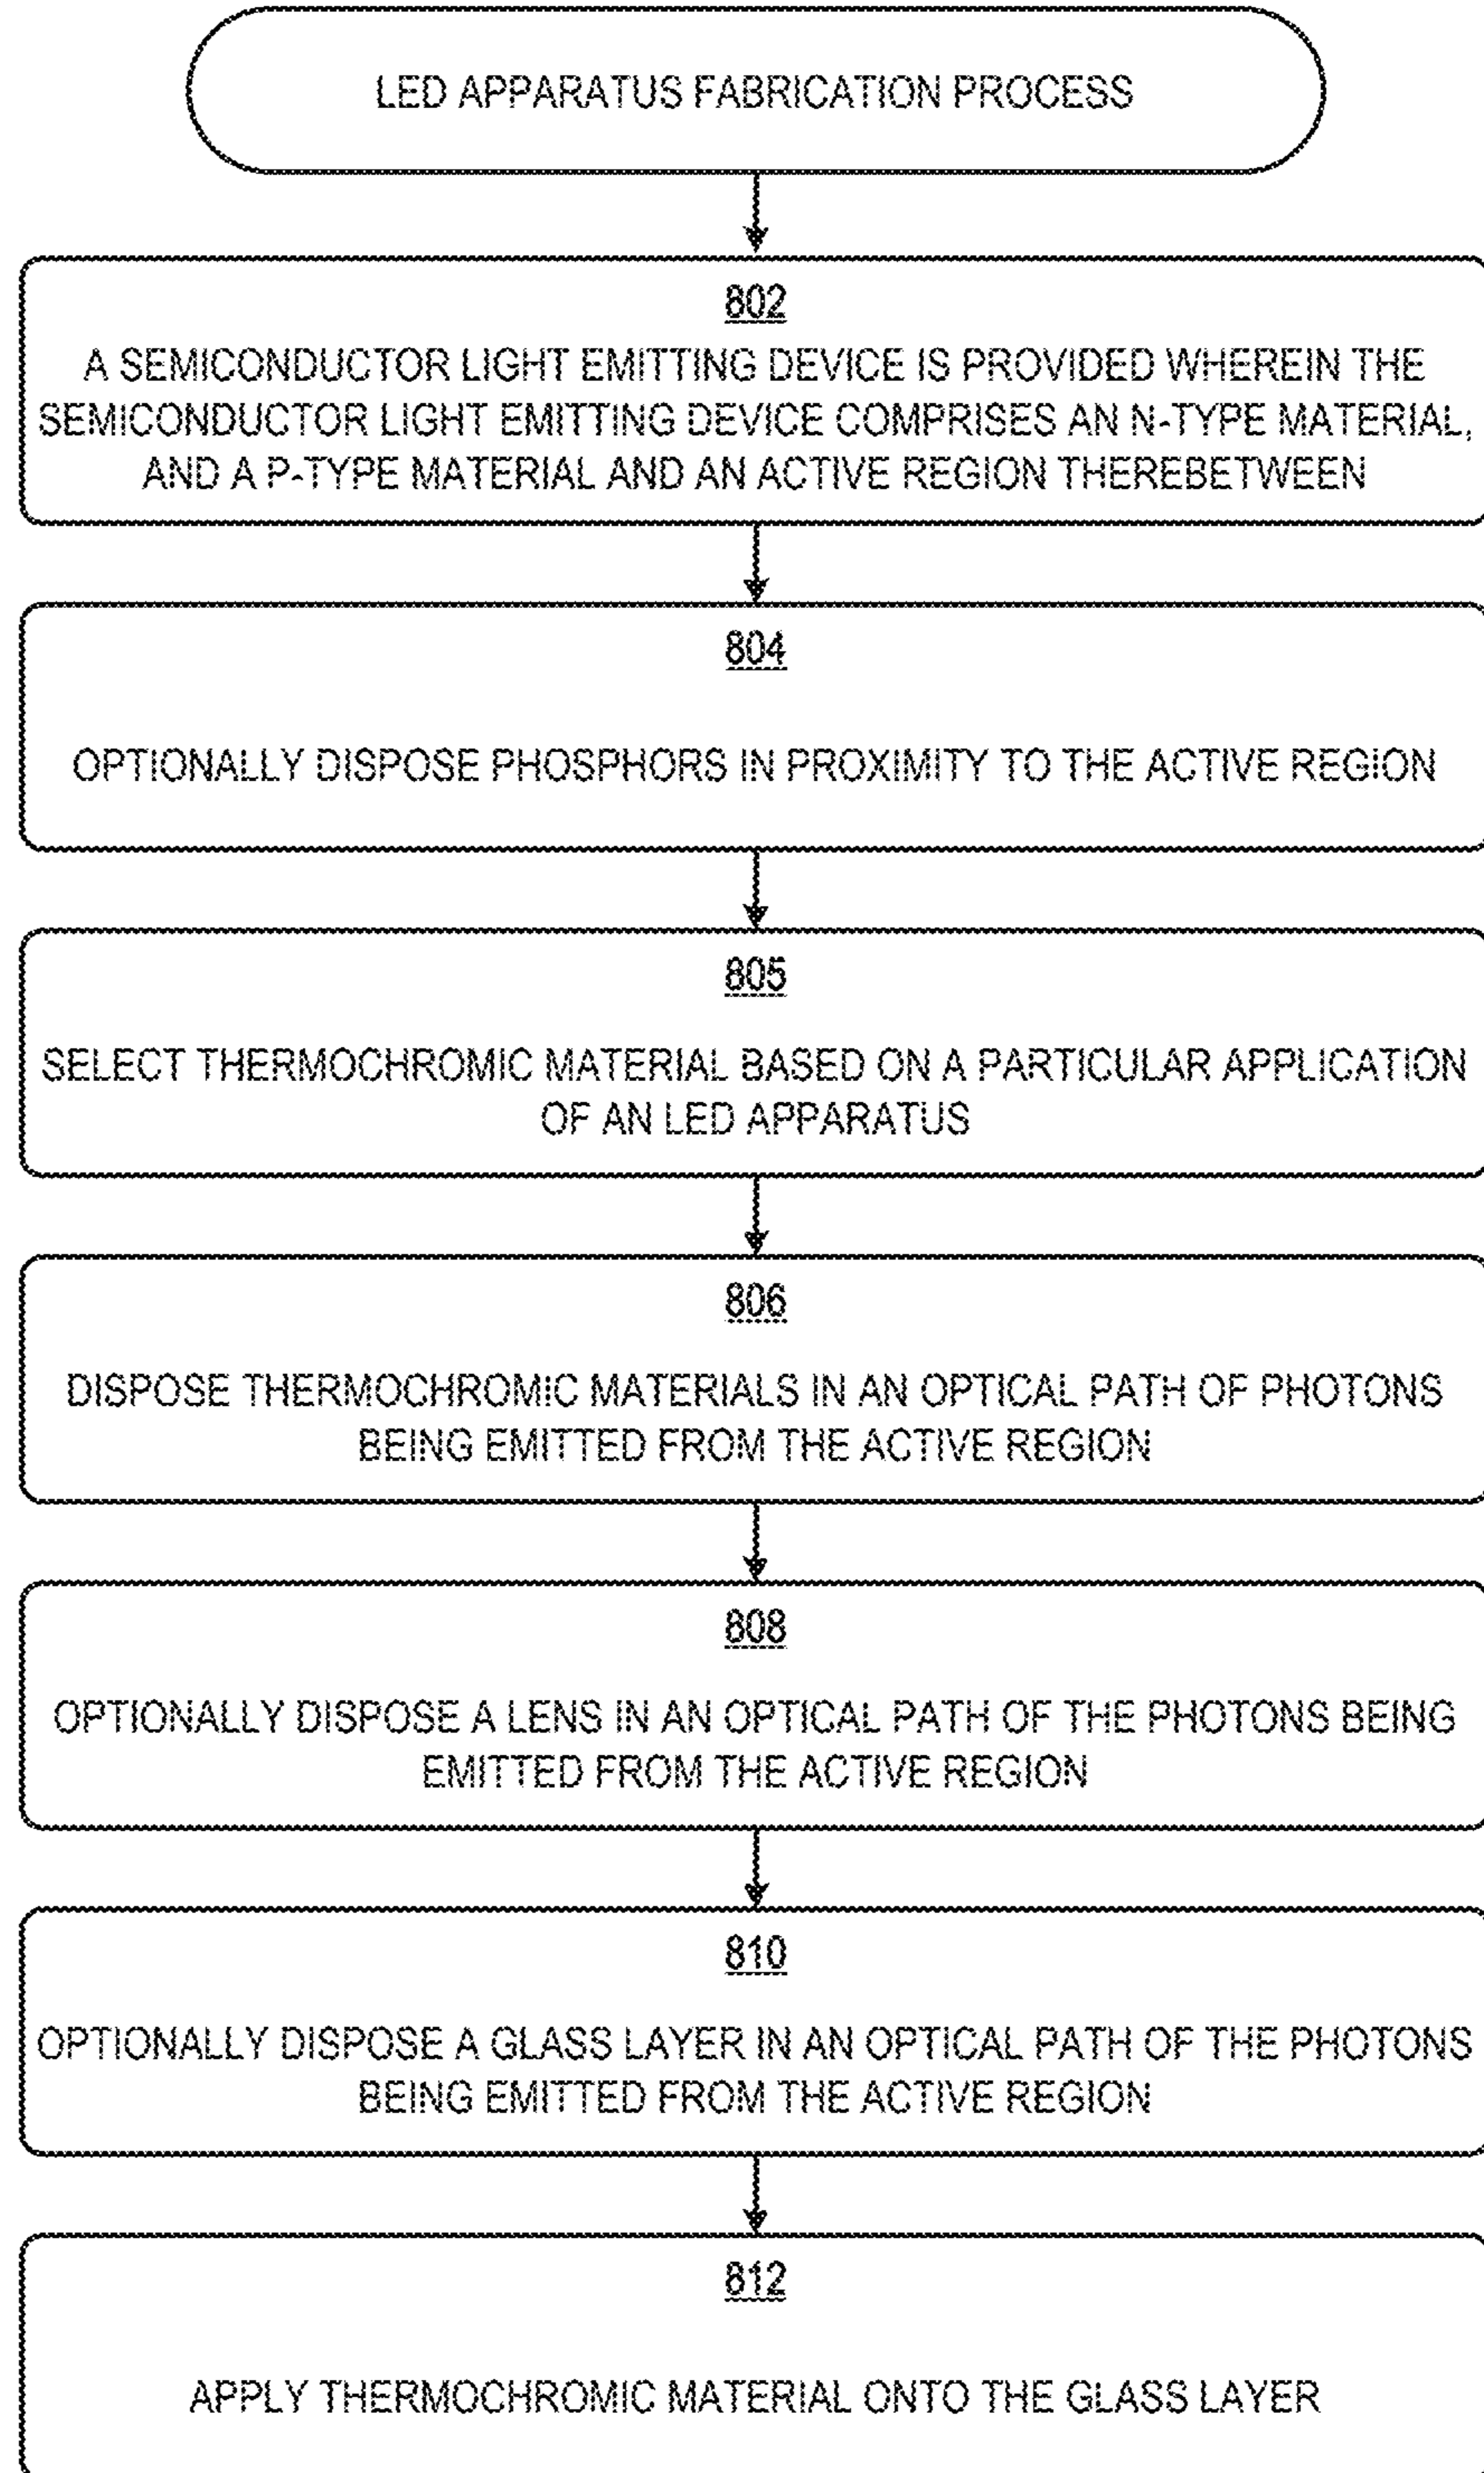 LED APPARATUS FABRICATION PROCESS
802
A SEMICONDUCTOR LIGHT EMITTING DEVICE IS PROVIDED WHEREIN THE
SEMICONDUCTOR LIGHT EMITTING DEVICE COMPRISES AN N-TYPE MATERIAL,
AND A P-TYPE MATERIAL AND AN ACTIVE REGION THEREBETWEEN
804
OPTIONALLY DISPOSE PHOSPHORS IN PROXIMITY TO THE ACTIVE REGION
805
SELECT THERMOCHROMIC MATERIAL BASED ON A PARTICULAR APPLICATION
OF AN LED APPARATUS
806
DISPOSE THERMOCHROMIC MATERIALS IN AN OPTICAL PATH OF PHOTONS
BEING EMITTED FROM THE ACTIVE REGION
808
OPTIONALLY DISPOSE A LENS IN AN OPTICAL PATH OF THE PHOTONS BEING
EMITTED FROM THE ACTIVE REGION
810
OPTIONALLY DISPOSE A GLASS LAYER IN AN OPTICAL PATH OF THE PHOTONS
BEING EMITTED FROM THE ACTIVE REGION
812
APPLY THERMOCHROMIC MATERIAL ONTO THE GLASS LAYER